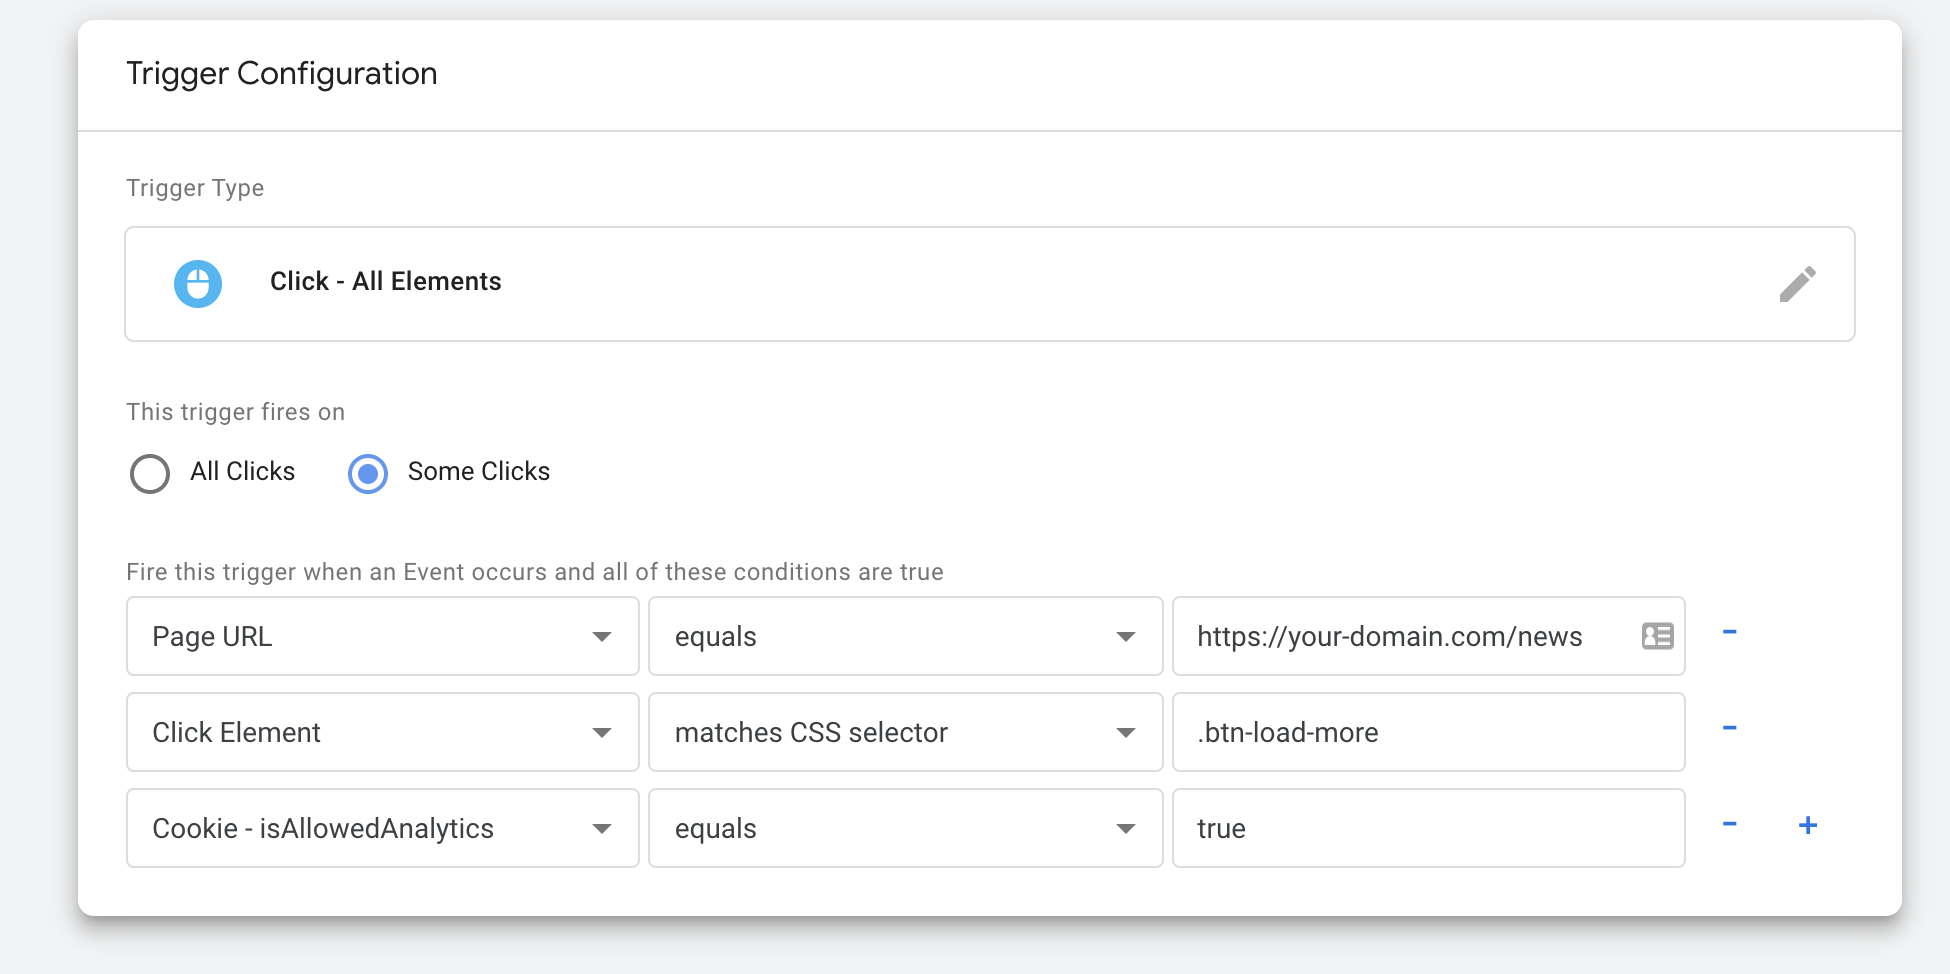 Trigger Configuration
Trigger Type
Click - All Elements
This trigger fires on
All Clicks Some Clicks
Fire this trigger when an Event occurs and all of these conditions are true
Page URL equals https://your-domain.com/news
Click Element matches CSS selector .btn-load-more
Cookie - isAllowedAnalytics equals true